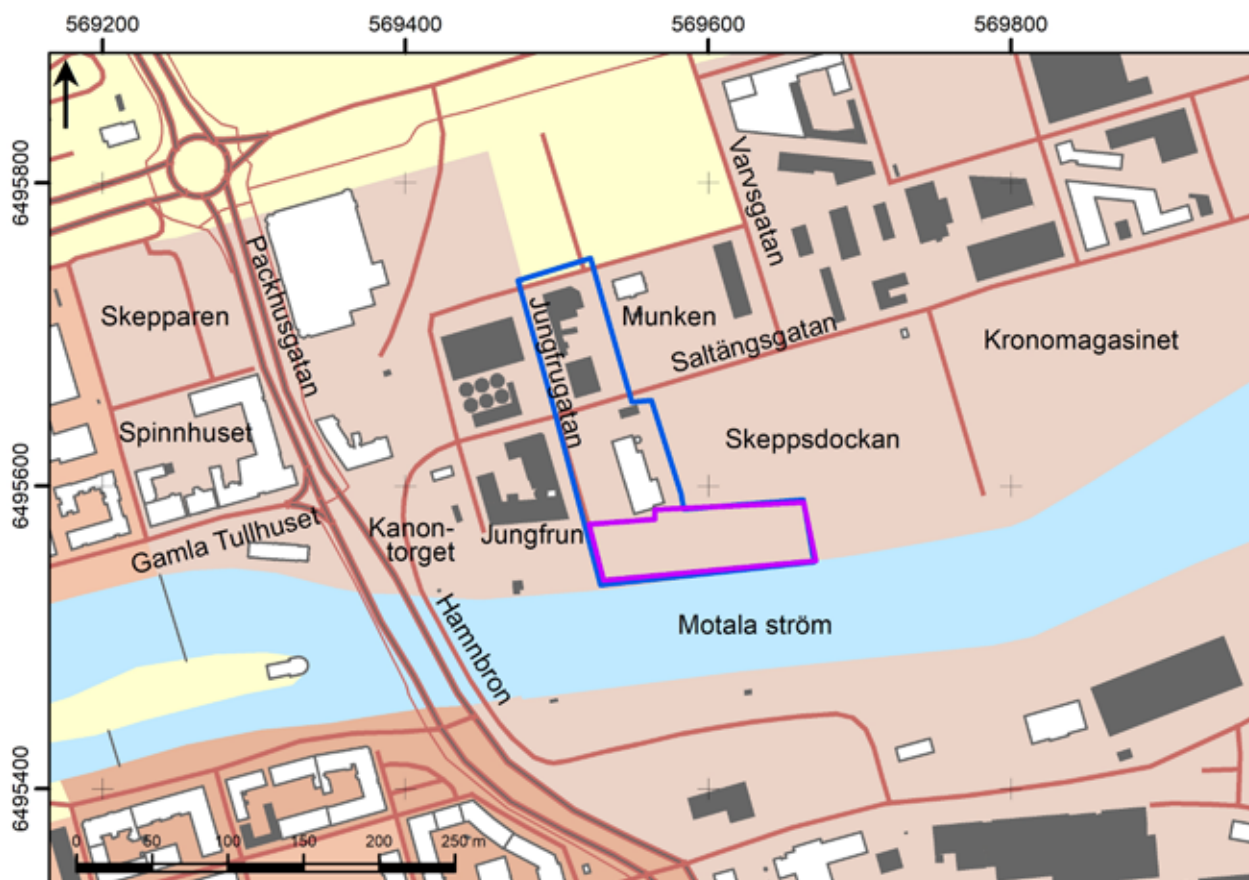 569200
569400
569600
569800
6495800
6495600
6495400
Varvsgatan
Packhusgatan
Skepparen
Jungfrugatan
Munken
Saltängsgatan
Kronomagasinet
Spinnhuset
Skeppsdockan
Gamla Tullhuset
Kanon-
torget
Jungfrun
Hamnbron
Motala ström
0 50 100 150 200 250 m